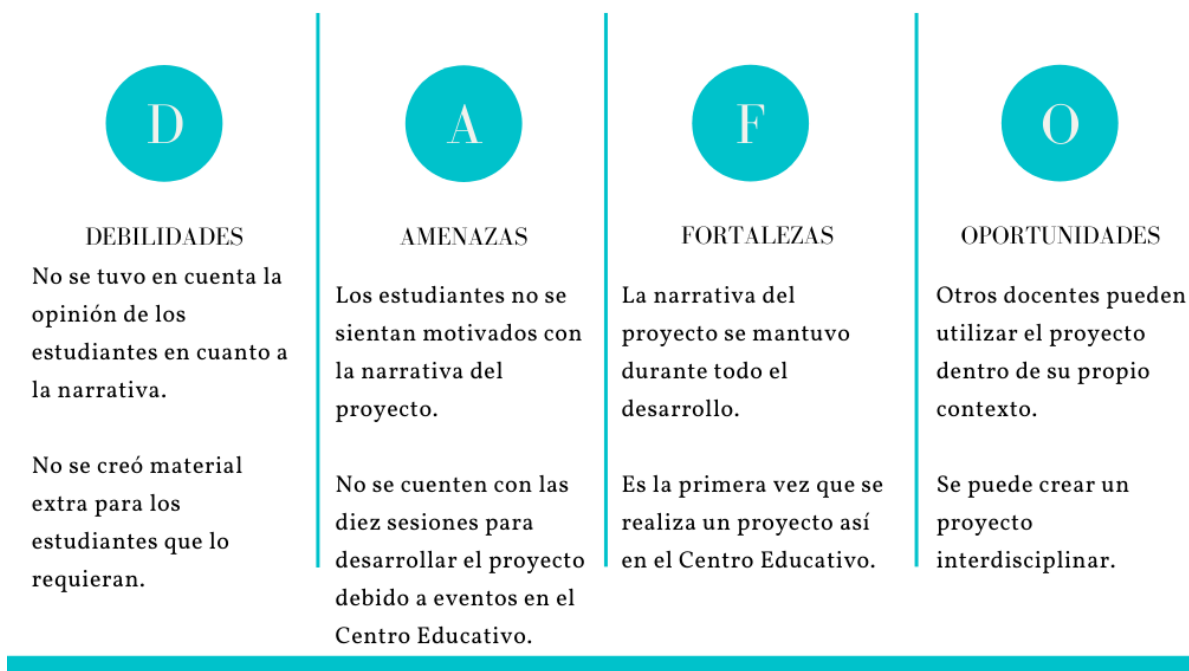 D
DEBILIDADES
No se tuvo en cuenta la
opinión de los
estudiantes en cuanto a
la narrativa.
No se creó material
extra para los
estudiantes que lo
requieran.
A
AMENAZAS
Los estudiantes no se
sientan motivados con
la narrativa del
proyecto.
No se cuenten con las
diez sesiones para
desarrollar el proyecto
debido a eventos en el
Centro Educativo.
F
FORTALEZAS
La narrativa del
proyecto se mantuvo
durante todo el
desarrollo.
Es la primera vez que se
realiza un proyecto así
en el Centro Educativo.
O
OPORTUNIDADES
Otros docentes pueden
utilizar el proyecto
dentro de su propio
contexto.
Se puede crear un
proyecto
interdisciplinar.